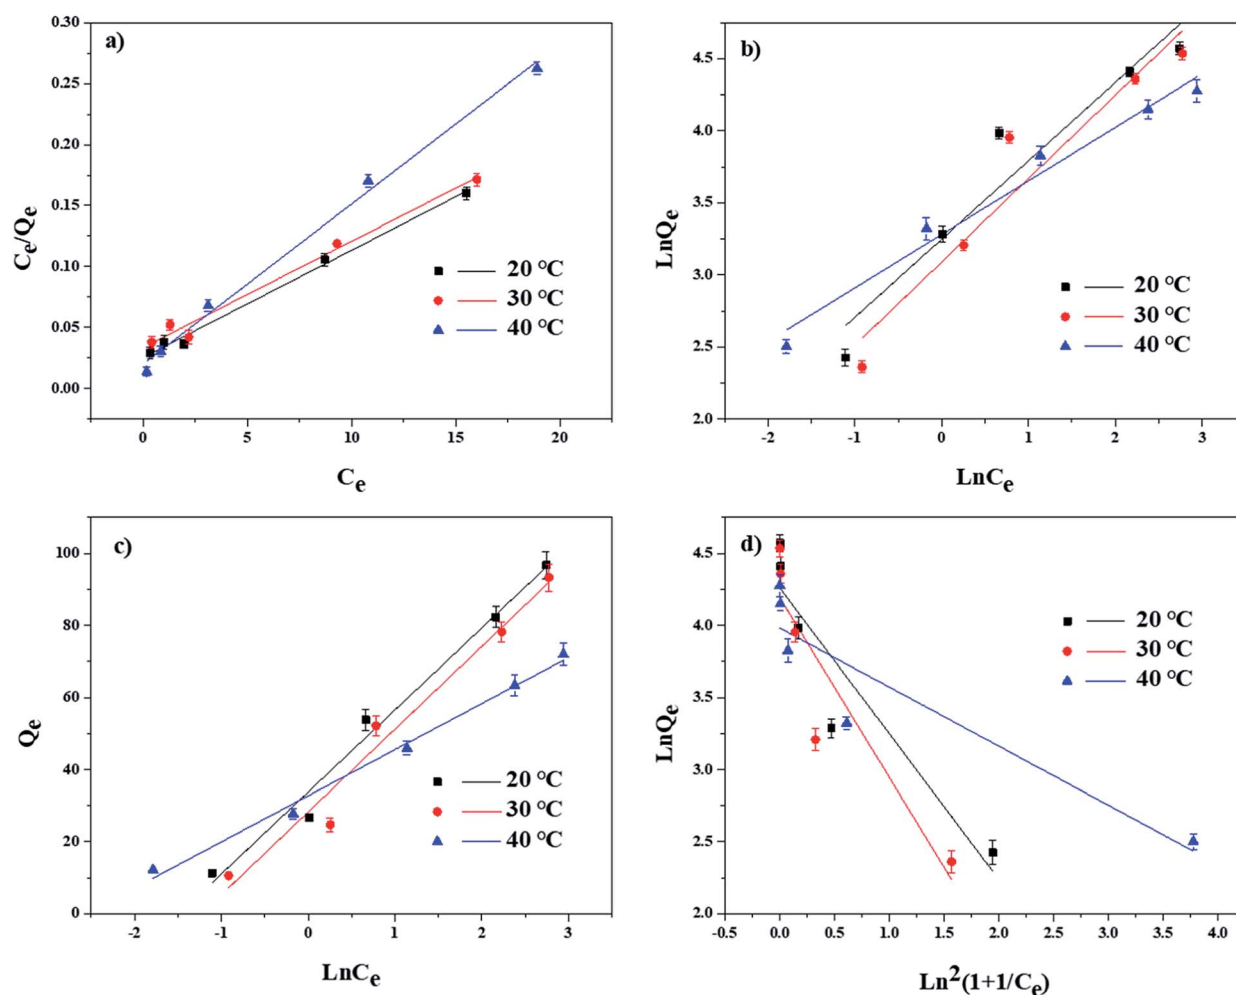 a)
0.30
0.25
0.20
0.15
0.10
0.05
0.00
Ce/Qe
20 °C
30 °C
40 °C
0 5 10 15 20
Ce
b)
4.5
4.0
3.5
3.0
2.5
2.0
LnQe
20 °C
30 °C
40 °C
-2 -1 0 1 2 3
LnCe
c)
100
80
60
40
20
0
Qe
20 °C
30 °C
40 °C
-2 -1 0 1 2 3
LnCe
d)
4.5
4.0
3.5
3.0
2.5
2.0
LnQe
20 °C
30 °C
40 °C
-0.5 0.0 0.5 1.0 1.5 2.0 2.5 3.0 3.5 4.0
Ln²(1+1/Ce)